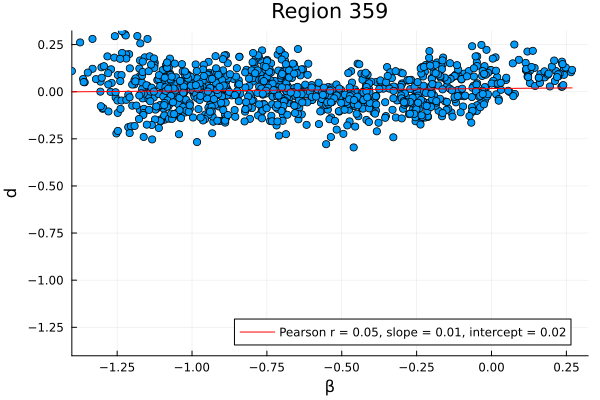 Region 359
d
0.25
0.00
−0.25
−0.50
−0.75
−1.00
−1.25
Pearson r = 0.05, slope = 0.01, intercept = 0.02
−1.25 −1.00 −0.75 −0.50 −0.25 0.00 0.25
β